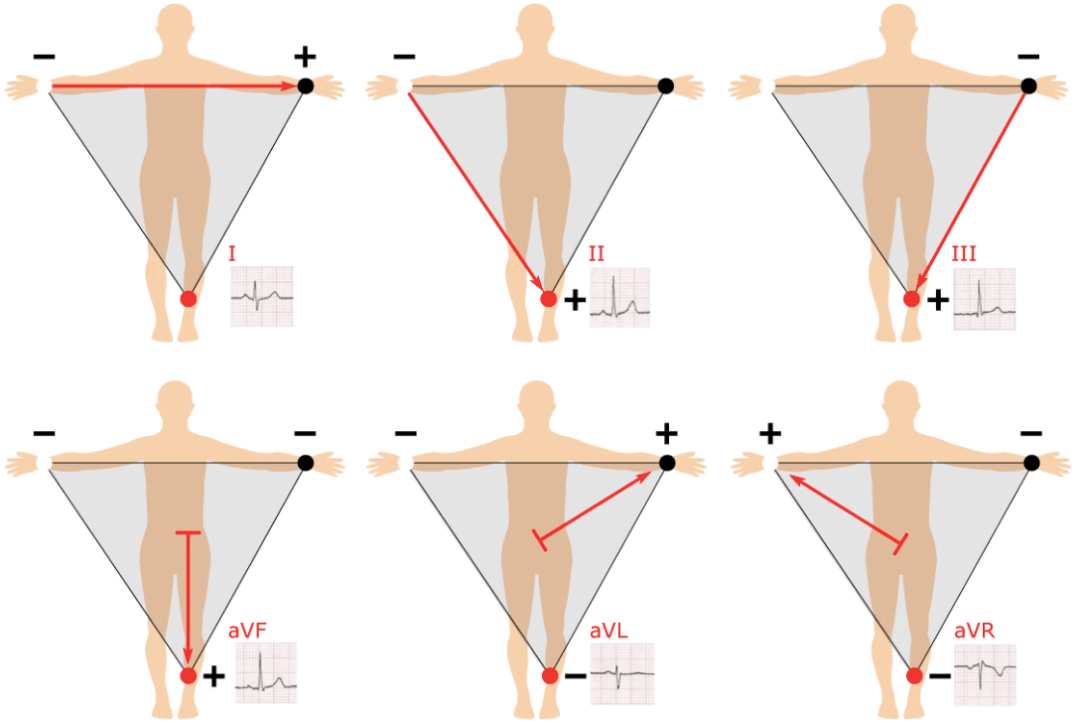 − +
− −
I II III
+ +
− − − + + −
aVF aVL aVR
+ − −